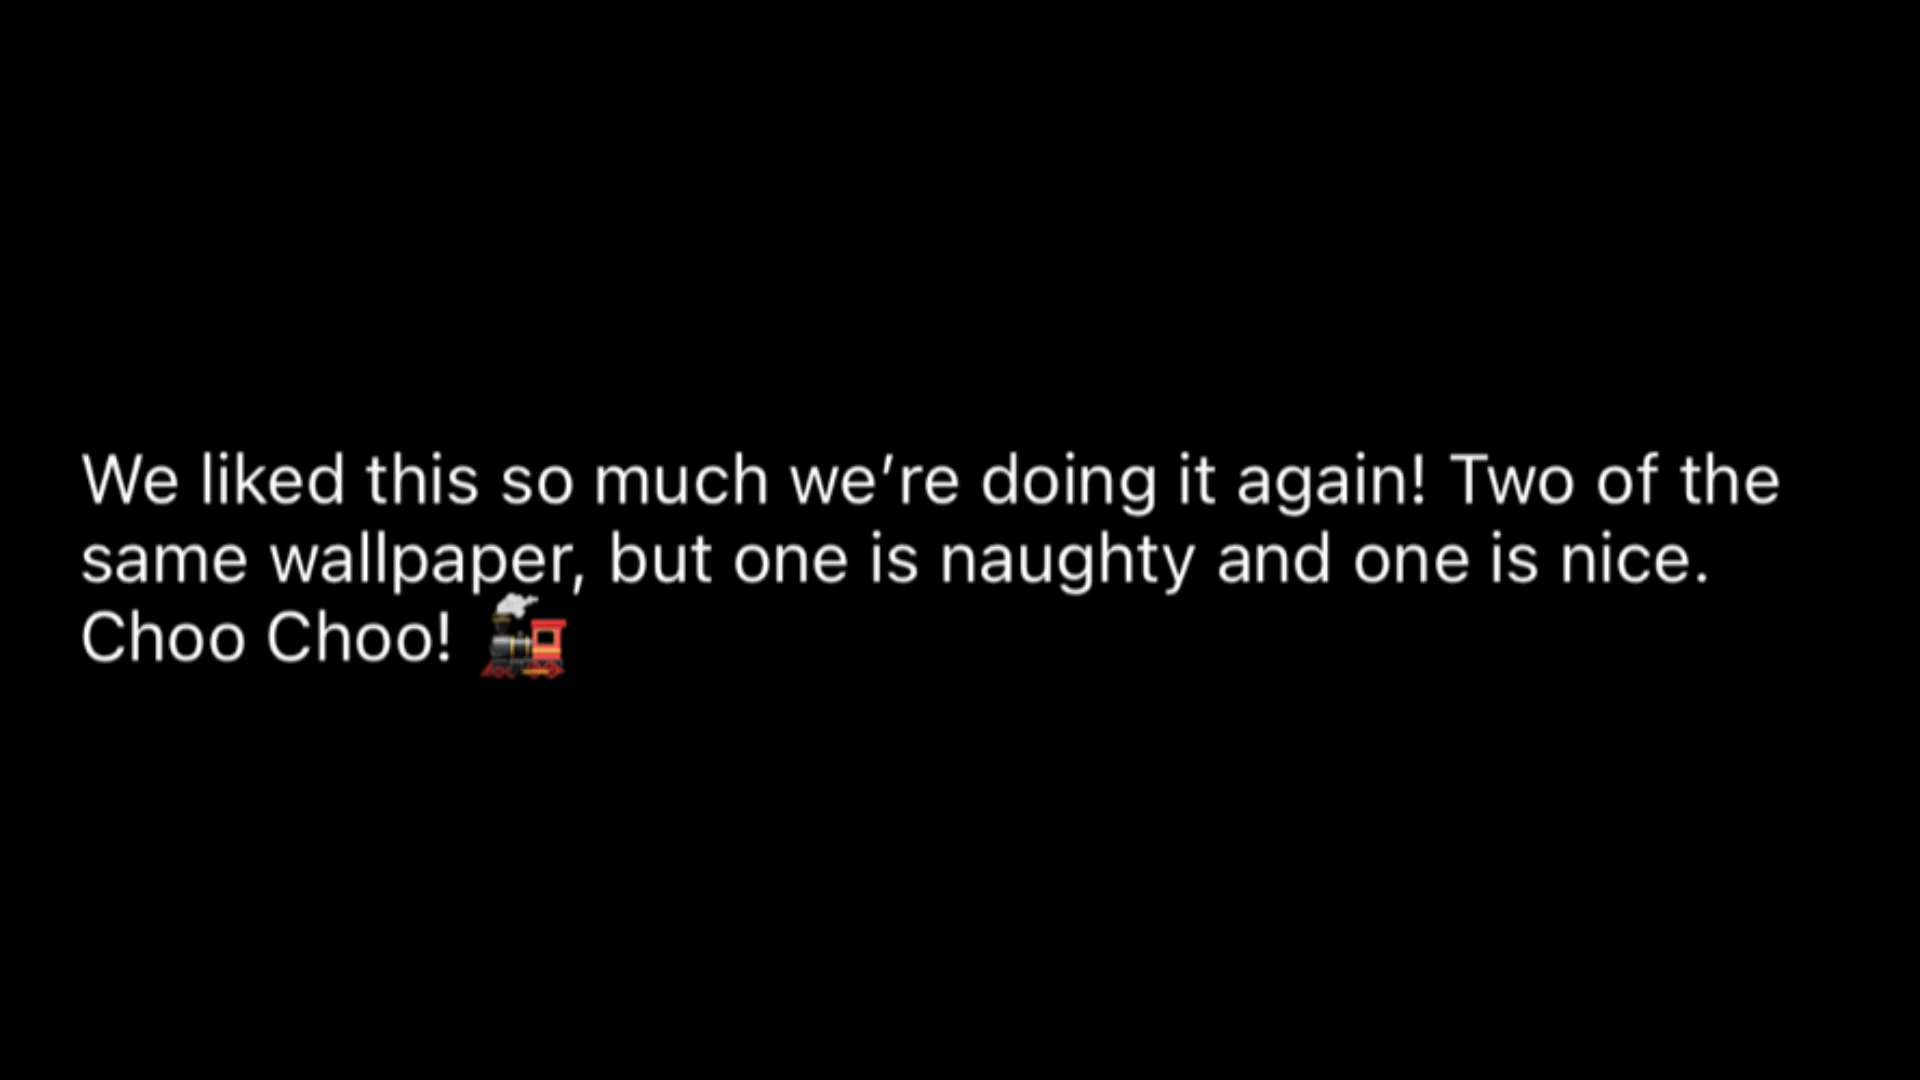 We liked this so much we’re doing it again! Two of the
same wallpaper, but one is naughty and one is nice.
Choo Choo! 🚂